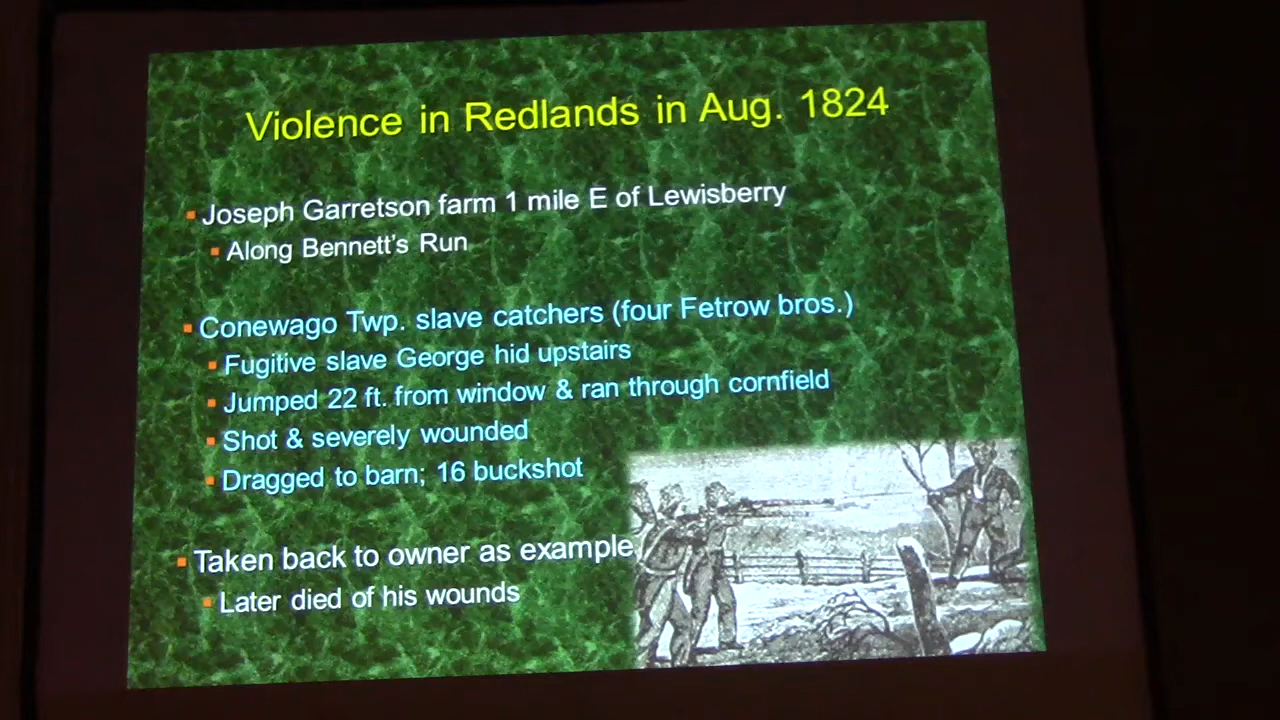 Violence in Redlands in Aug. 1824
Joseph Garretson farm 1 mile E of Lewisberry
Along Bennett's Run
Conewago Twp. slave catchers (four Fetrow bros.)
Fugitive slave George hid upstairs
Jumped 22 ft. from window & ran through cornfield
Shot & severely wounded
Dragged to barn; 16 buckshot
Taken back to owner as example
Later died of his wounds